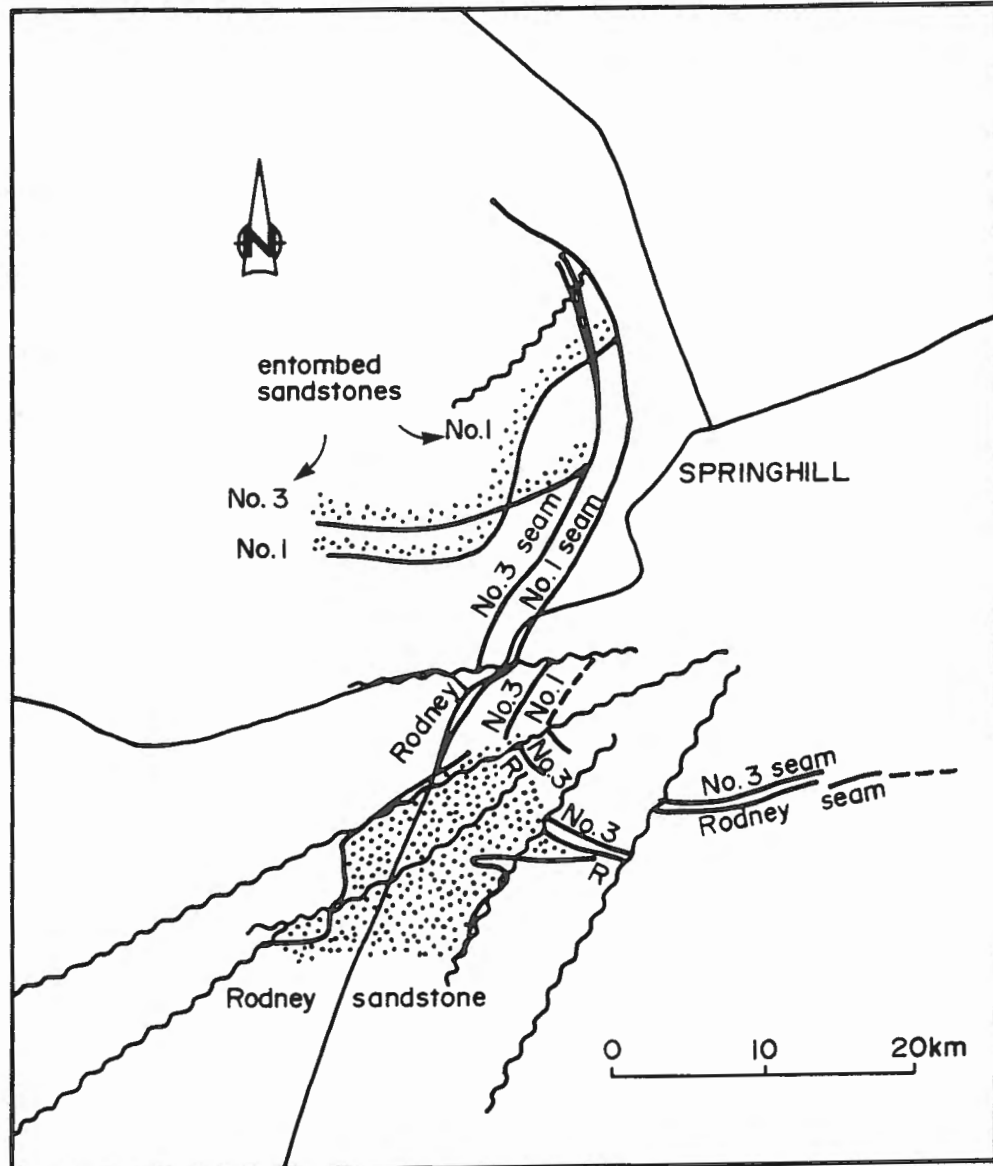 N
entombed
sandstones
No.1
No. 3
No.1
SPRINGHILL
No. 3 seam
No. 1 seam
Rodney
No.3
No.1
R
No.3
No. 3 seam
Rodney seam
No. 3
R
Rodney sandstone
0 10 20km